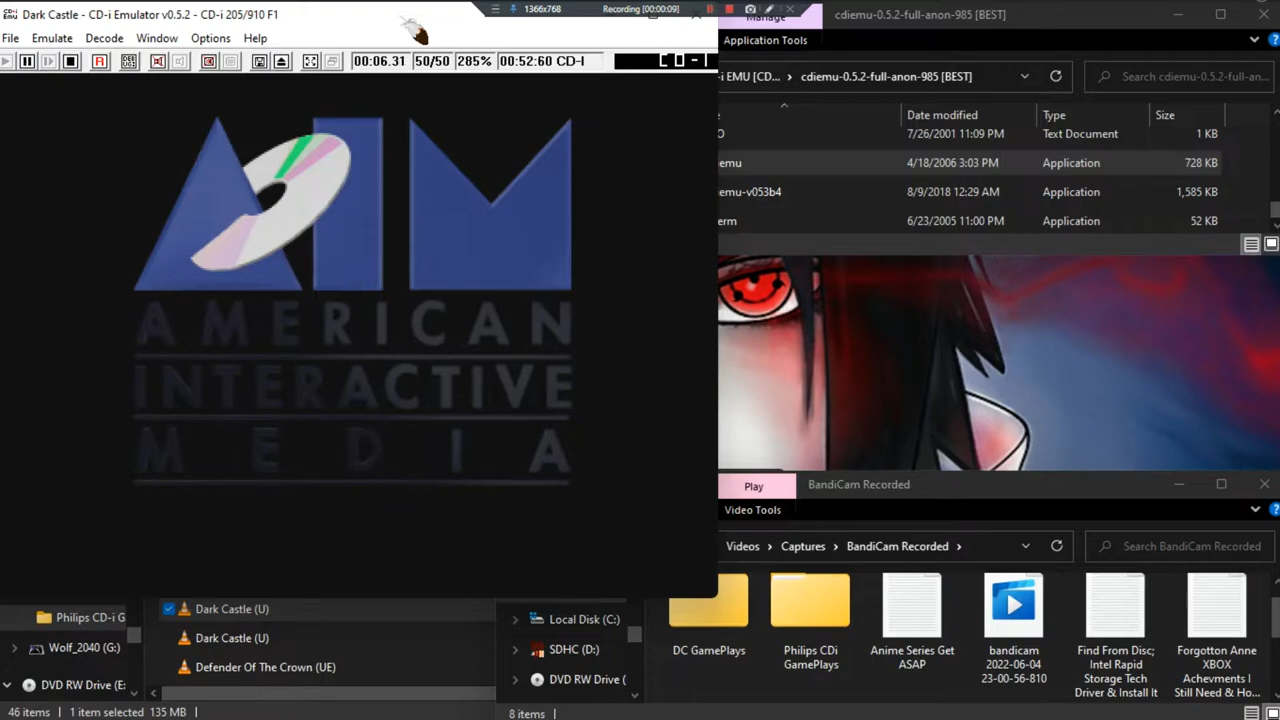 Dark Castle - CD-i Emulator v0.5.2 - CD-i 205/910 F1
File Emulate Decode Window Options Help
00:06.31 50/50 285% 00:52:60 CD-I
CD-I
AIM
AMERICAN
INTERACTIVE
MEDIA
1366x768 Recording [00:00:09]
Manage cdiemu-0.5.2-full-anon-985 [BEST]
Application Tools
-i EMU [CD... > cdiemu-0.5.2-full-anon-985 [BEST] Search cdiemu-0.5.2-full-an...
Date modified Type Size
O 7/26/2001 11:09 PM Text Document 1 KB
emu 4/18/2006 3:03 PM Application 728 KB
emu-v053b4 8/9/2018 12:29 AM Application 1,585 KB
erm 6/23/2005 11:00 PM Application 52 KB
Play BandiCam Recorded
Video Tools
Videos > Captures > BandiCam Recorded > Search BandiCam Recorded
DC GamePlays
Philips CDi
GamePlays
Anime Series Get
ASAP
bandicam
2022-06-04
23-00-56-810
Find From Disc;
Intel Rapid
Storage Tech
Driver & Install It
Forgotton Anne
XBOX
Achevments I
Still Need & Ho...
8 items
Philips CD-i G
Wolf_2040 (G:)
DVD RW Drive (E:
Dark Castle (U)
Dark Castle (U)
Defender Of The Crown (UE)
46 items 1 item selected 135 MB
Local Disk (C:)
SDHC (D:)
DVD RW Drive (